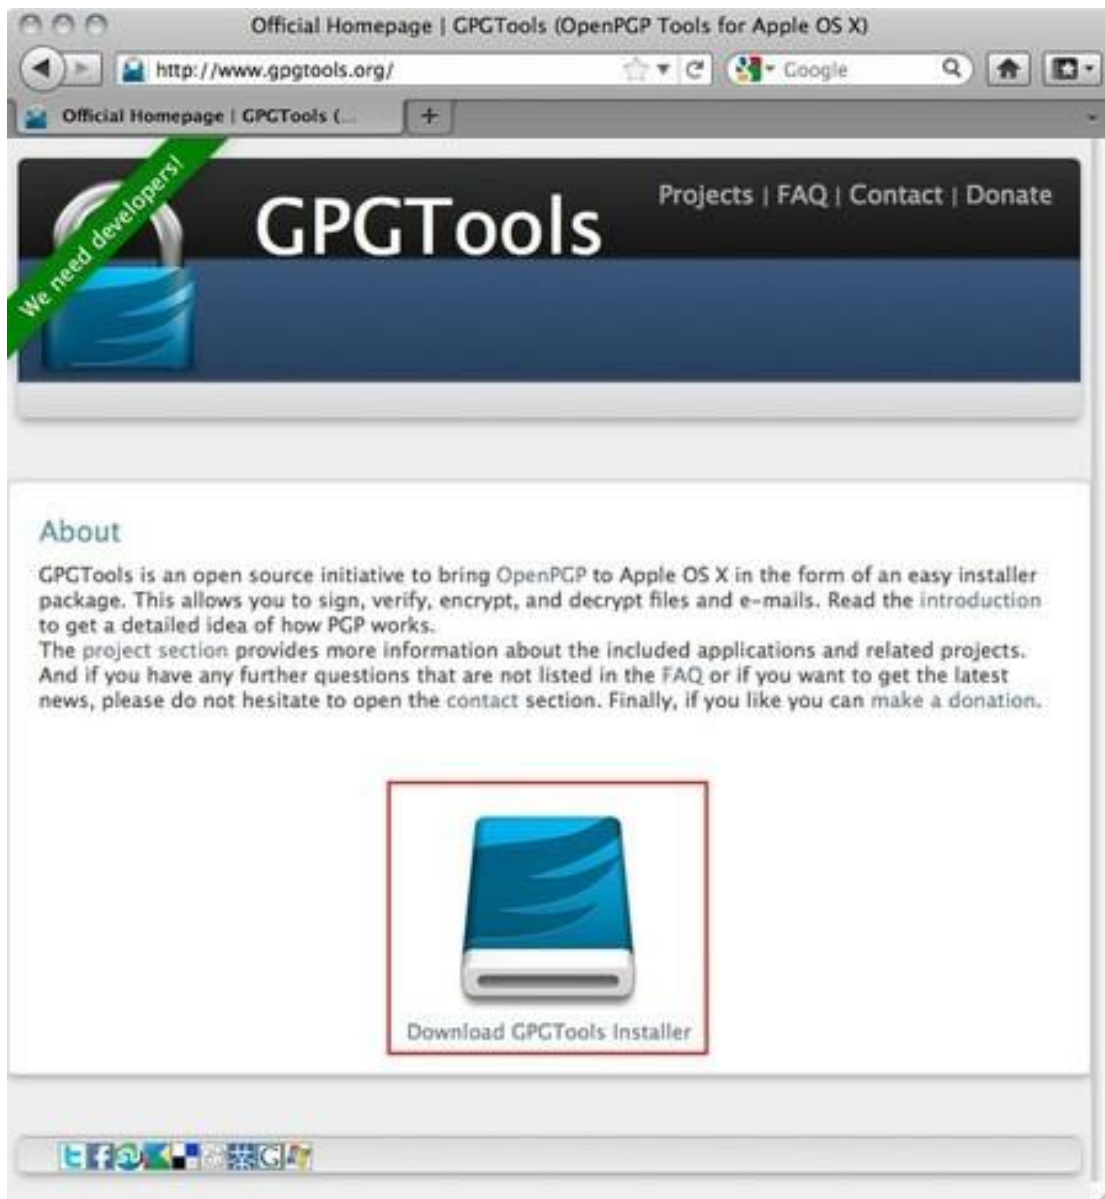 Official Homepage | GPGTools (OpenPGP Tools for Apple OS X)
http://www.gpgtools.org/
Google
Official Homepage | GPGTools (...
We need developers!
GPGTools
Projects | FAQ | Contact | Donate
About
GPGTools is an open source initiative to bring OpenPGP to Apple OS X in the form of an easy installer
package. This allows you to sign, verify, encrypt, and decrypt files and e-mails. Read the introduction
to get a detailed idea of how PGP works.
The project section provides more information about the included applications and related projects.
And if you have any further questions that are not listed in the FAQ or if you want to get the latest
news, please do not hesitate to open the contact section. Finally, if you like you can make a donation.
Download GPGTools Installer